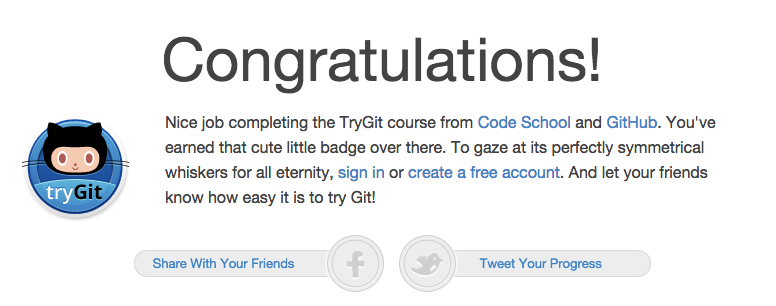 Congratulations!
Nice job completing the TryGit course from Code School and GitHub. You've
earned that cute little badge over there. To gaze at its perfectly symmetrical
whiskers for all eternity, sign in or create a free account. And let your friends
know how easy it is to try Git!
tryGit
Share With Your Friends
Tweet Your Progress